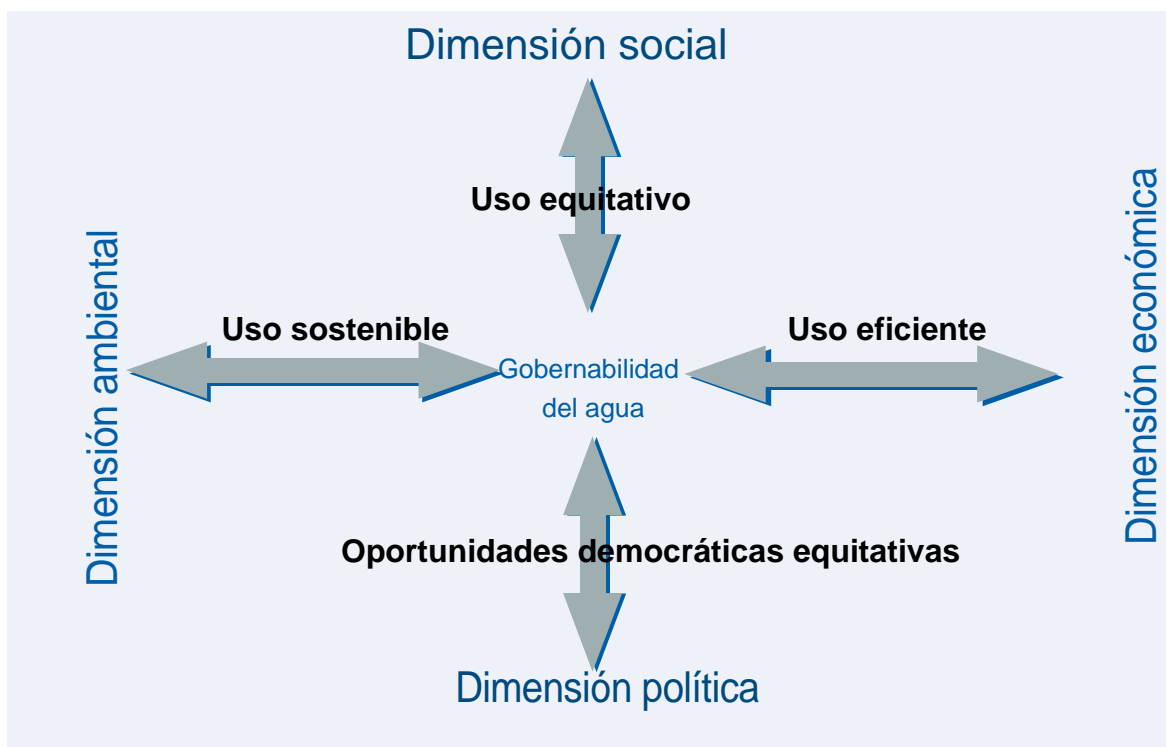 Dimensión social
Uso equitativo
Dimensión ambiental
Uso sostenible
Gobernabilidad
del agua
Uso eficiente
Dimensión económica
Oportunidades democráticas equitativas
Dimensión política